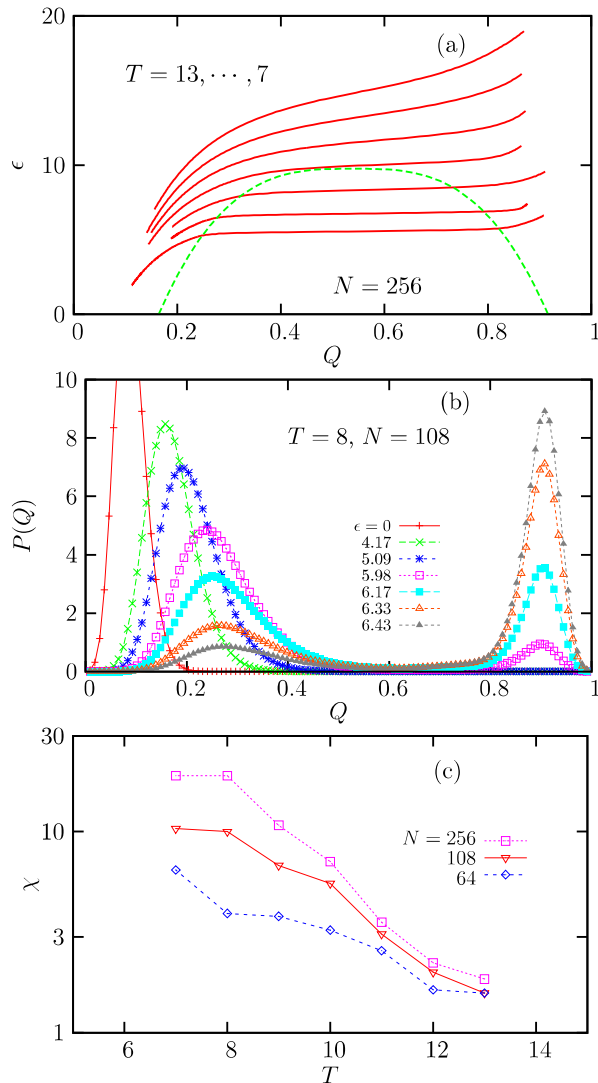 20
(a)
T = 13, ⋯ , 7
ϵ
10
N = 256
0
0 0.2 0.4 0.6 0.8 1
Q
10
(b)
T = 8, N = 108
8
P(Q)
6
ϵ = 0
4.17
5.09
5.98
6.17
6.33
6.43
4
2
0
0 0.2 0.4 0.6 0.8 1
Q
30
(c)
χ
10
N = 256
108
64
3
1
6 8 10 12 14
T